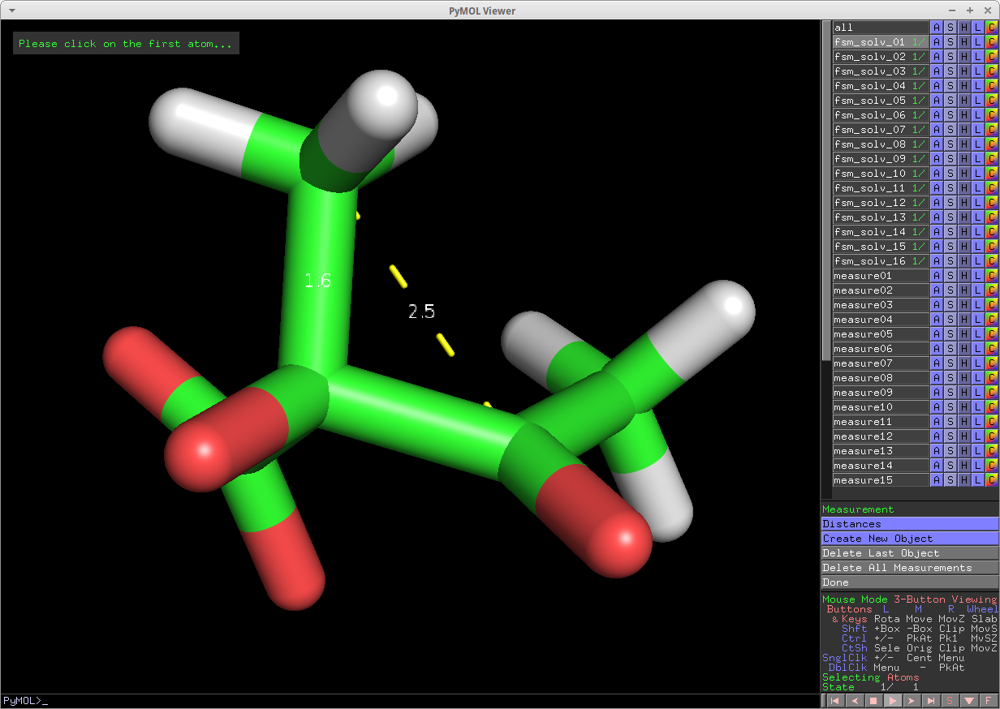 PyMOL Viewer
Please click on the first atom...
1.6
2.5
all A S H L C
fsm_solv_01 1/ A S H L C
fsm_solv_02 1/ A S H L C
fsm_solv_03 1/ A S H L C
fsm_solv_04 1/ A S H L C
fsm_solv_05 1/ A S H L C
fsm_solv_06 1/ A S H L C
fsm_solv_07 1/ A S H L C
fsm_solv_08 1/ A S H L C
fsm_solv_09 1/ A S H L C
fsm_solv_10 1/ A S H L C
fsm_solv_11 1/ A S H L C
fsm_solv_12 1/ A S H L C
fsm_solv_13 1/ A S H L C
fsm_solv_14 1/ A S H L C
fsm_solv_15 1/ A S H L C
fsm_solv_16 1/ A S H L C
measure01 A S H L C
measure02 A S H L C
measure03 A S H L C
measure04 A S H L C
measure05 A S H L C
measure06 A S H L C
measure07 A S H L C
measure08 A S H L C
measure09 A S H L C
measure10 A S H L C
measure11 A S H L C
measure12 A S H L C
measure13 A S H L C
measure14 A S H L C
measure15 A S H L C
Measurement
Distances
Create New Object
Delete Last Object
Delete All Measurements
Done
Mouse Mode 3-Button Viewing
Buttons L M R Wheel
& Keys Rota Move MovZ Slab
Shft +Box -Box Clip MovS
Ctrl +/- PkAt Pk1 MvSZ
CtSh Sele Orig Clip MovZ
SnglClk +/- Cent Menu
DblClk Menu - PkAt
Selecting Atoms
State 1/ 1
PyMOL>_
S F